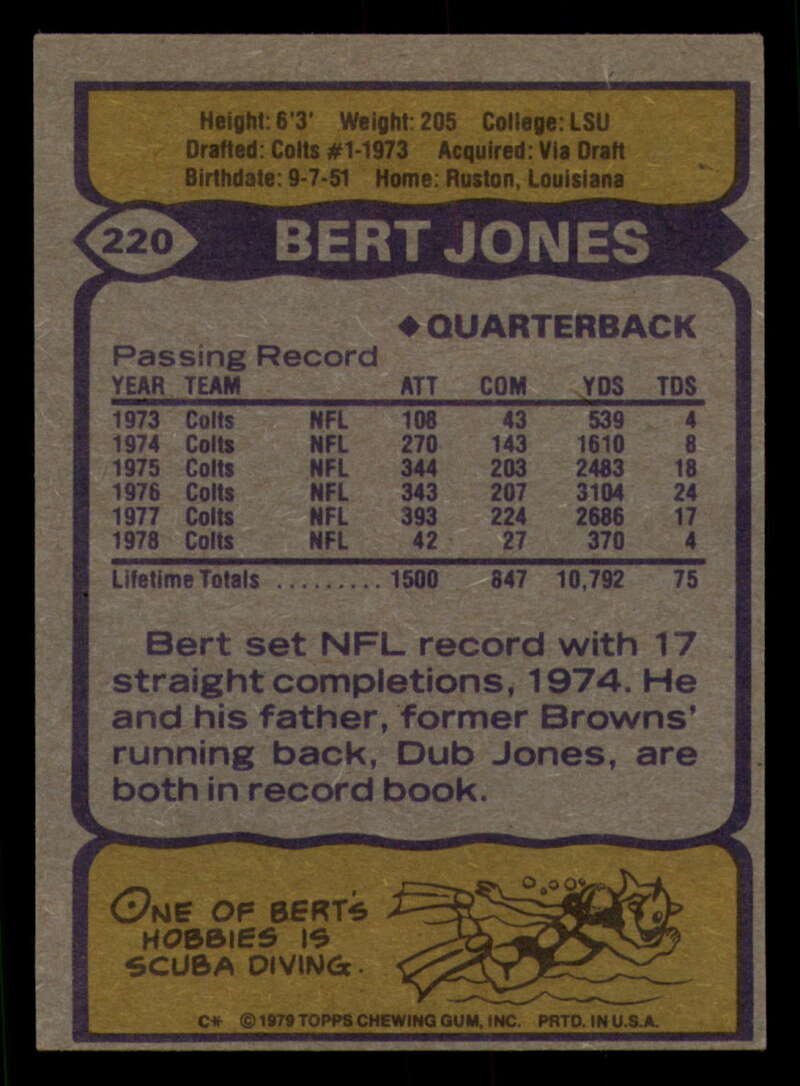 Height: 6'3' Weight: 205 College: LSU
Drafted: Colts #1-1973 Acquired: Via Draft
Birthdate: 9-7-51 Home: Ruston, Louisiana
220 BERT JONES
◆QUARTERBACK
Passing Record
YEAR TEAM ATT COM YDS TDS
1973 Colts NFL 108 43 539 4
1974 Colts NFL 270 143 1610 8
1975 Colts NFL 344 203 2483 18
1976 Colts NFL 343 207 3104 24
1977 Colts NFL 393 224 2686 17
1978 Colts NFL 42 27 370 4
Lifetime Totals ......... 1500 847 10,792 75
Bert set NFL record with 17
straight completions, 1974. He
and his father, former Browns'
running back, Dub Jones, are
both in record book.
ONE OF BERT'S
HOBBIES IS
SCUBA DIVING.
C* © 1979 TOPPS CHEWING GUM, INC. PRTD. IN U.S.A.